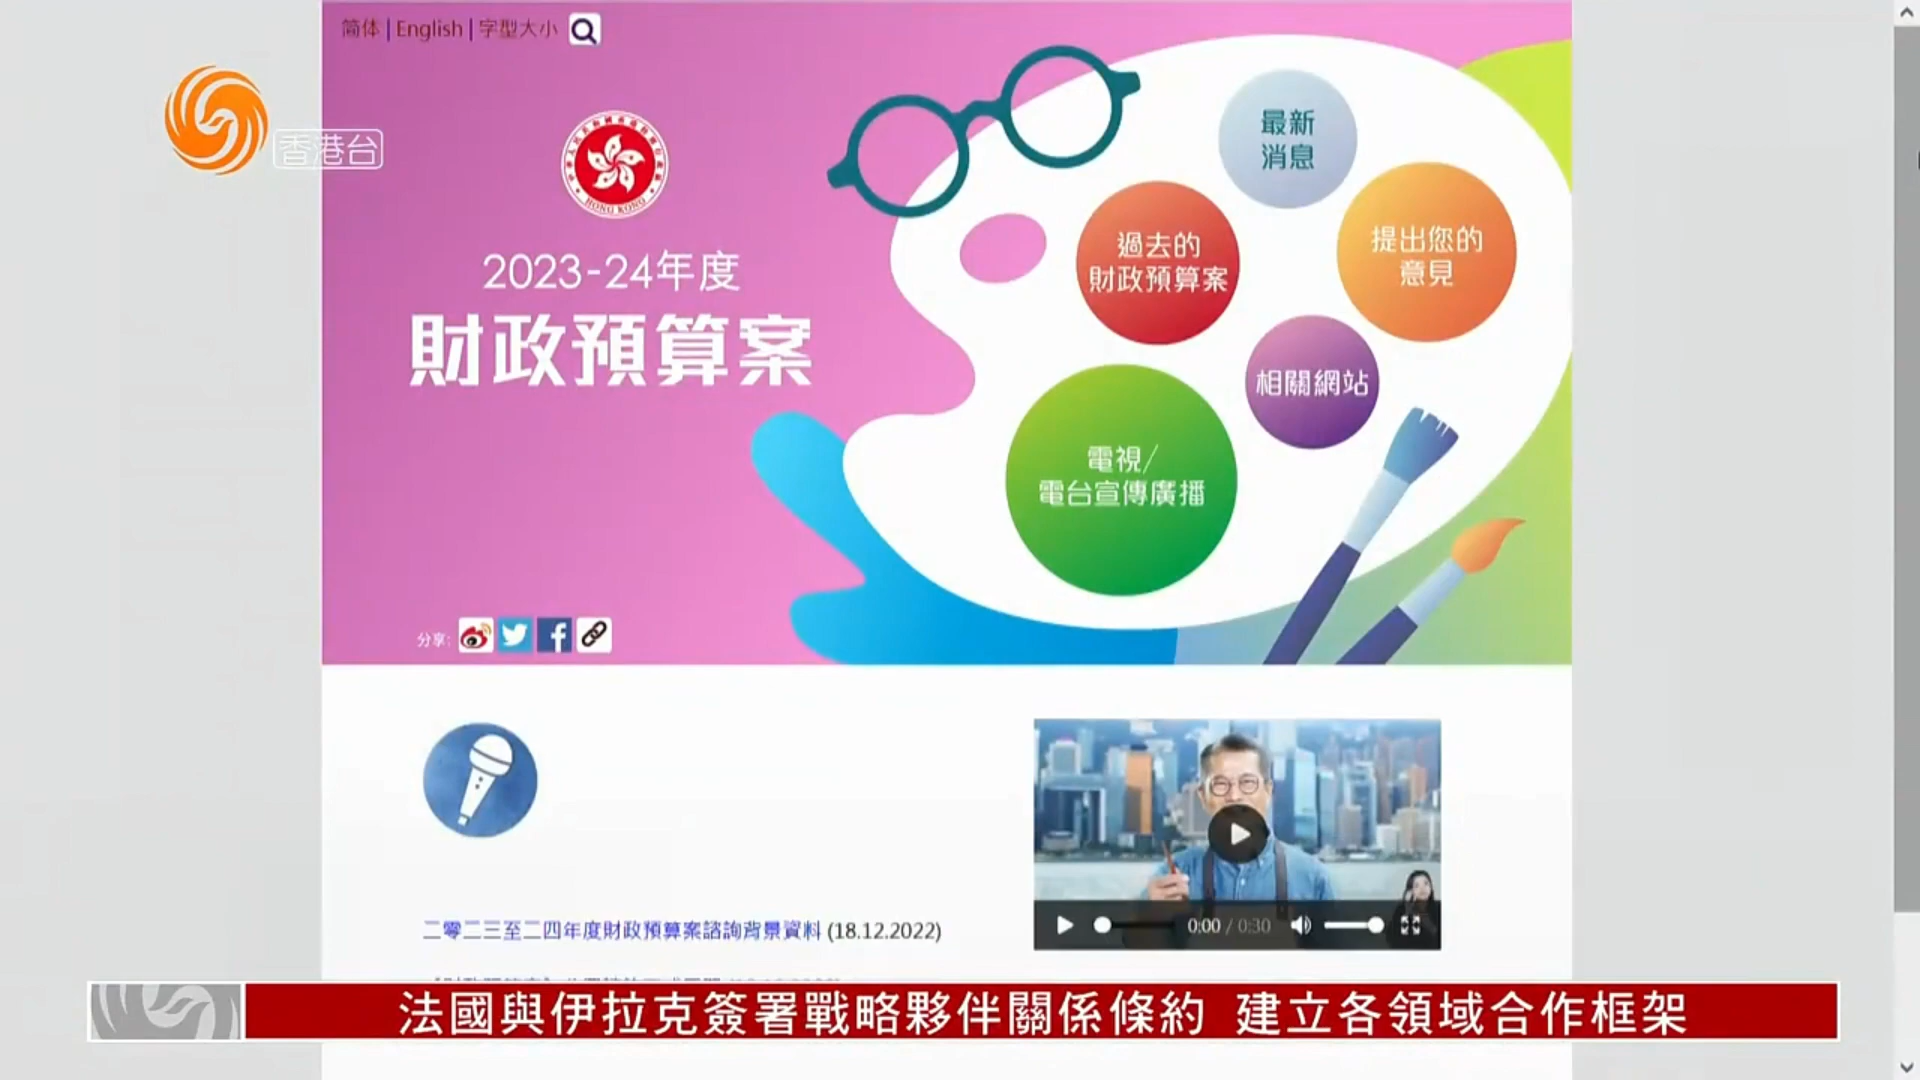 简体 | English | 字型大小
香港台
HONG KONG
2023-24年度
財政預算案
最新
消息
過去的
財政預算案
提出您的
意見
相關網站
電視/
電台宣傳廣播
分享:
二零二三至二四年度財政預算案諮詢背景資料 (18.12.2022)
0:00 / 0:30
法國與伊拉克簽署戰略夥伴關係條約 建立各領域合作框架